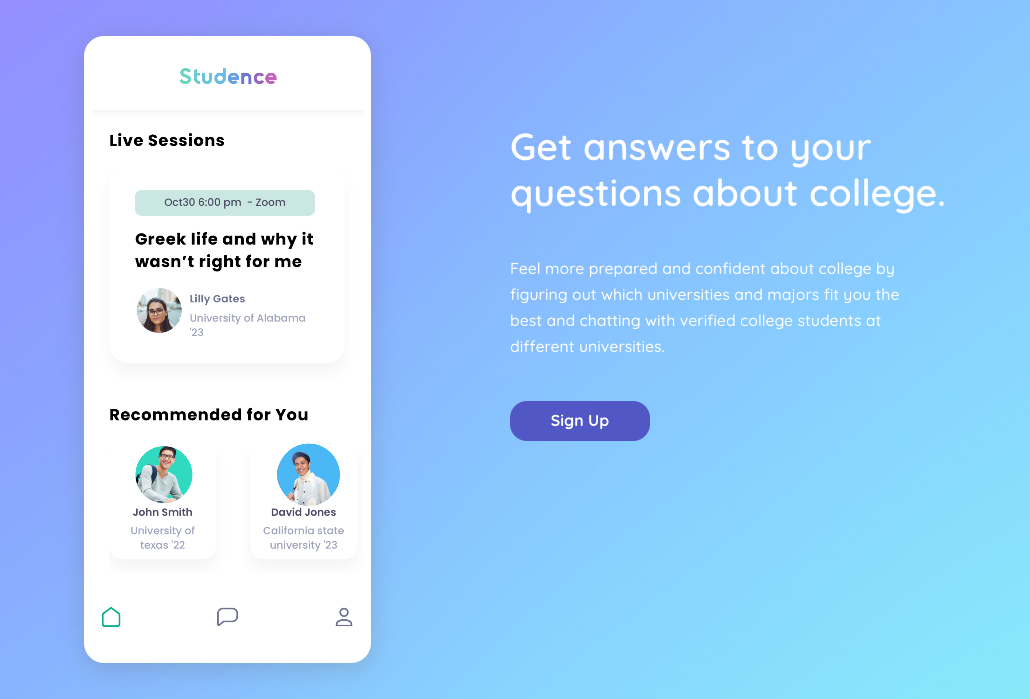 Studence
Live Sessions
Oct30 6:00 pm - Zoom
Greek life and why it
wasn’t right for me
Lilly Gates
University of Alabama
'23
Recommended for You
John Smith
University of
texas '22
David Jones
California state
university '23
Get answers to your
questions about college.
Feel more prepared and confident about college by
figuring out which universities and majors fit you the
best and chatting with verified college students at
different universities.
Sign Up